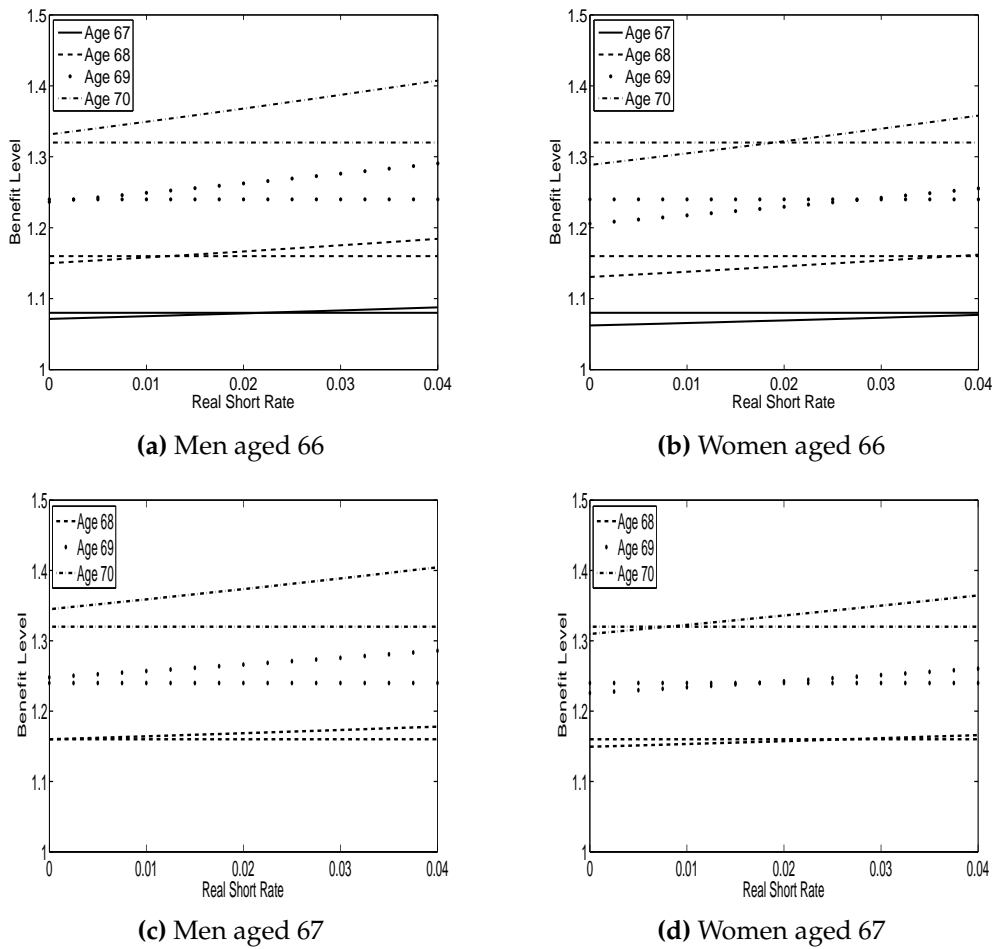 1.5
1.4
1.3
1.2
1.1
1
Benefit Level
Age 67
Age 68
Age 69
Age 70
0 0.01 0.02 0.03 0.04
Real Short Rate
(a) Men aged 66
1.5
1.4
1.3
1.2
1.1
1
Benefit Level
Age 67
Age 68
Age 69
Age 70
0 0.01 0.02 0.03 0.04
Real Short Rate
(b) Women aged 66
1.5
1.4
1.3
1.2
1.1
1
Benefit Level
Age 68
Age 69
Age 70
0 0.01 0.02 0.03 0.04
Real Short Rate
(c) Men aged 67
1.5
1.4
1.3
1.2
1.1
1
Benefit Level
Age 68
Age 69
Age 70
0 0.01 0.02 0.03 0.04
Real Short Rate
(d) Women aged 67